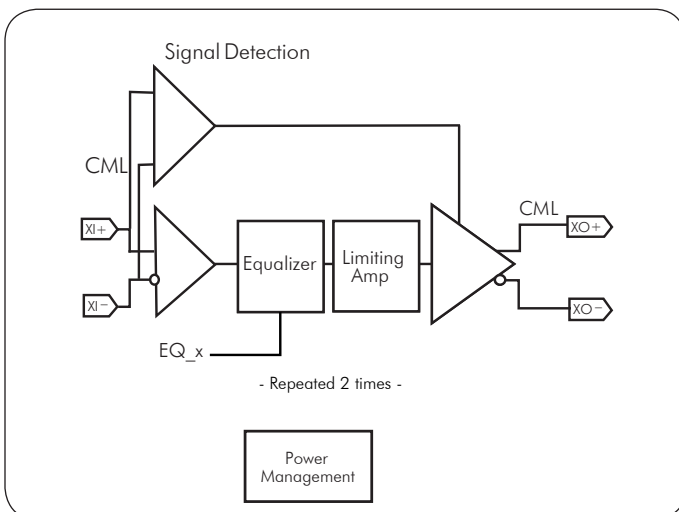 Signal Detection
CML
XI+
XI−
Equalizer
Limiting
Amp
CML
XO+
XO−
EQ_x
- Repeated 2 times -
Power
Management